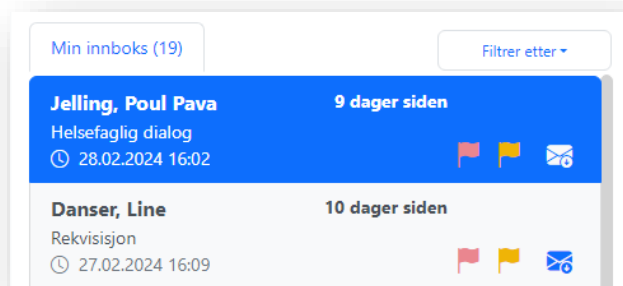 Min innboks (19)
Filtrer etter
Jelling, Poul Pava
9 dager siden
Helsefaglig dialog
28.02.2024 16:02
Danser, Line
10 dager siden
Rekvisisjon
27.02.2024 16:09